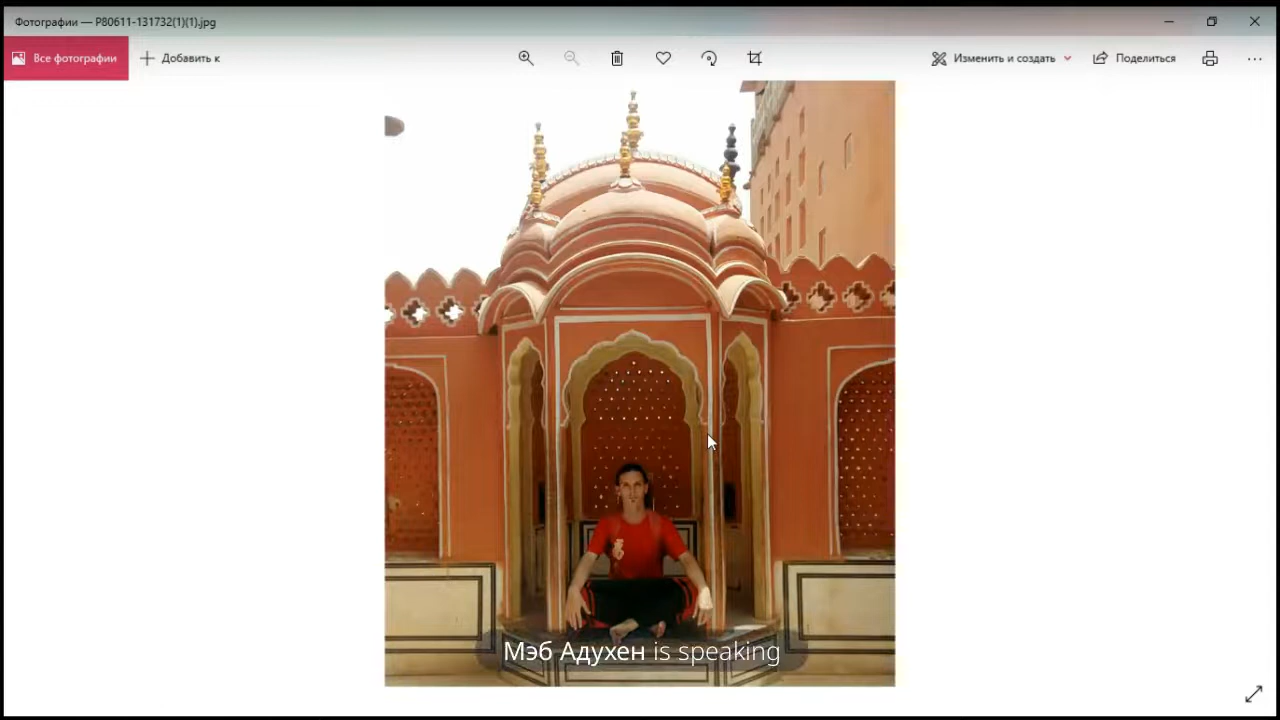 Фотографии — P80611-131732(1)(1).jpg
Все фотографии
Добавить к
Изменить и создать
Поделиться
Мэб Адухен is speaking